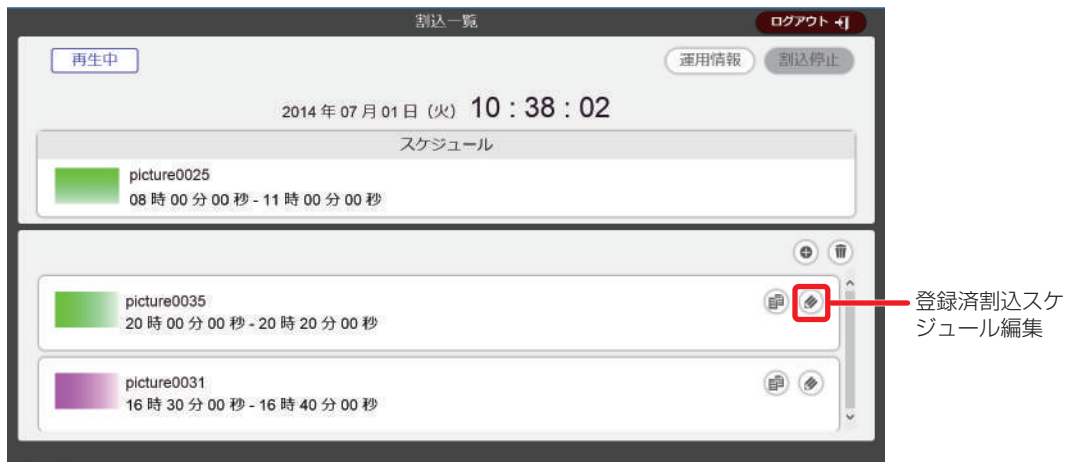 割込一覧
ログアウト
再生中
運用情報
割込停止
2014 年 07 月 01 日 (火) 10 : 38 : 02
スケジュール
picture0025
08 時 00 分 00 秒 - 11 時 00 分 00 秒
picture0035
20 時 00 分 00 秒 - 20 時 20 分 00 秒
登録済割込スケ
ジュール編集
picture0031
16 時 30 分 00 秒 - 16 時 40 分 00 秒